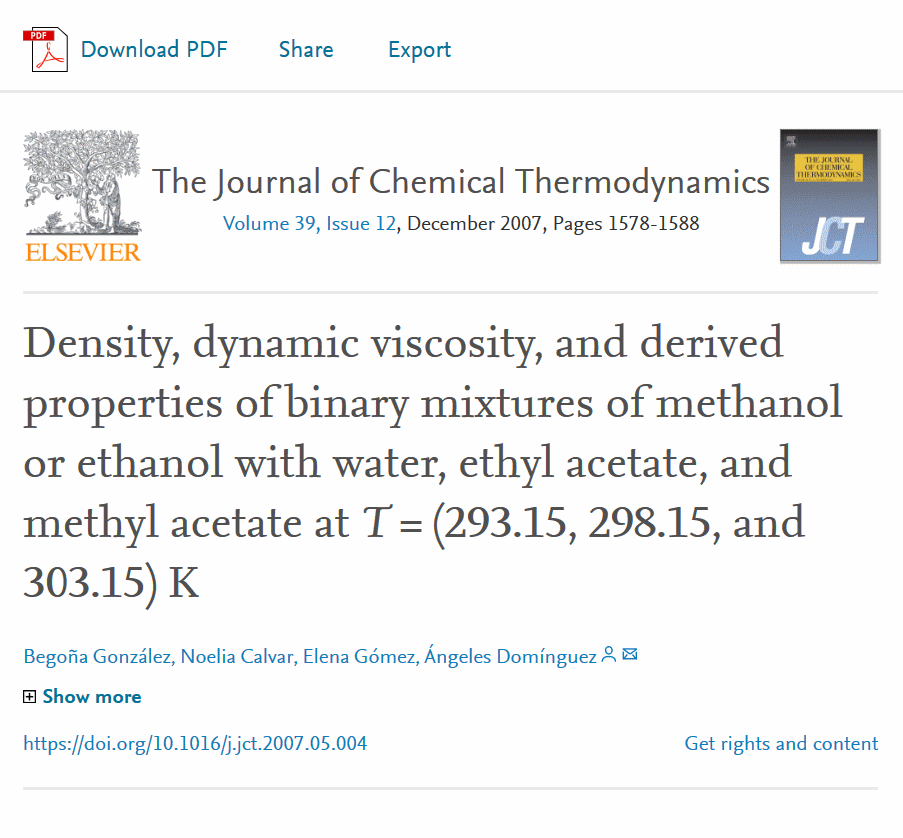 PDF
Download PDF Share Export
ELSEVIER
The Journal of Chemical Thermodynamics
Volume 39, Issue 12, December 2007, Pages 1578-1588
THE JOURNAL
OF CHEMICAL
THERMODYNAMICS
JCT
Density, dynamic viscosity, and derived
properties of binary mixtures of methanol
or ethanol with water, ethyl acetate, and
methyl acetate at T = (293.15, 298.15, and
303.15) K
Begoña González, Noelia Calvar, Elena Gómez, Ángeles Domínguez
Show more
https://doi.org/10.1016/j.jct.2007.05.004 Get rights and content